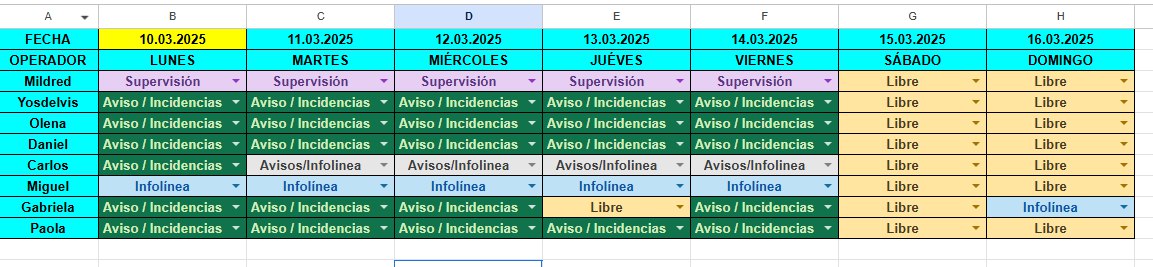 A B C D E F G H
FECHA 10.03.2025 11.03.2025 12.03.2025 13.03.2025 14.03.2025 15.03.2025 16.03.2025
OPERADOR LUNES MARTES MIÉRCOLES JUÉVES VIERNES SÁBADO DOMINGO
Mildred Supervisión Supervisión Supervisión Supervisión Supervisión Libre Libre
Yosdelvis Aviso / Incidencias Aviso / Incidencias Aviso / Incidencias Aviso / Incidencias Aviso / Incidencias Libre Libre
Olena Aviso / Incidencias Aviso / Incidencias Aviso / Incidencias Aviso / Incidencias Aviso / Incidencias Libre Libre
Daniel Aviso / Incidencias Aviso / Incidencias Aviso / Incidencias Aviso / Incidencias Aviso / Incidencias Libre Libre
Carlos Aviso / Incidencias Avisos/Infolinea Avisos/Infolinea Avisos/Infolinea Avisos/Infolinea Libre Libre
Miguel Infolínea Infolínea Infolínea Infolínea Infolínea Libre Libre
Gabriela Aviso / Incidencias Aviso / Incidencias Aviso / Incidencias Libre Aviso / Incidencias Libre Infolínea
Paola Aviso / Incidencias Aviso / Incidencias Aviso / Incidencias Aviso / Incidencias Aviso / Incidencias Libre Libre